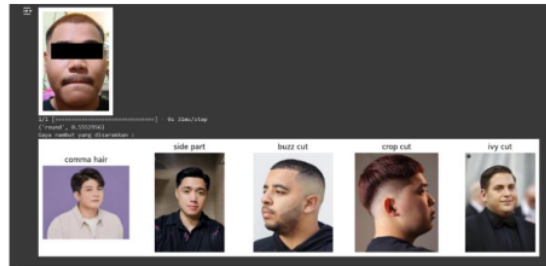 1/1 [==============================] - 0s 31ms/step
('round', 0.5552956)
Gaya rambut yang disarankan :
comma hair
side part
buzz cut
crop cut
ivy cut